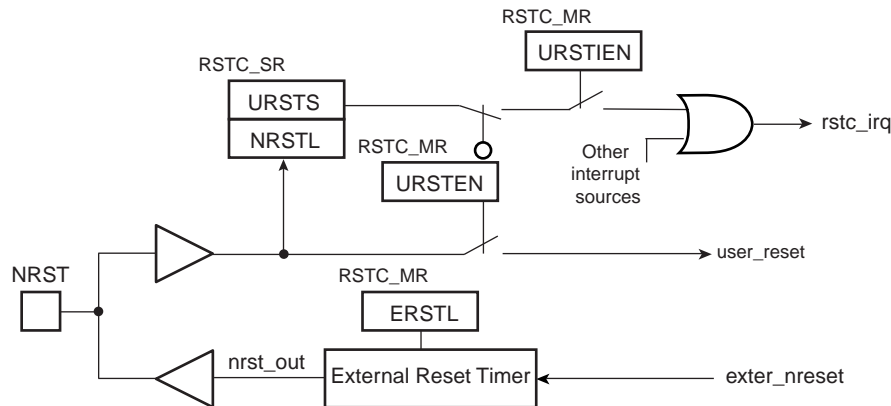 RSTC_MR
URSTIEN
RSTC_SR
URSTS
NRSTL
RSTC_MR
URSTEN
rstc_irq
Other
interrupt
sources
NRST
user_reset
RSTC_MR
ERSTL
nrst_out
External Reset Timer
exter_nreset